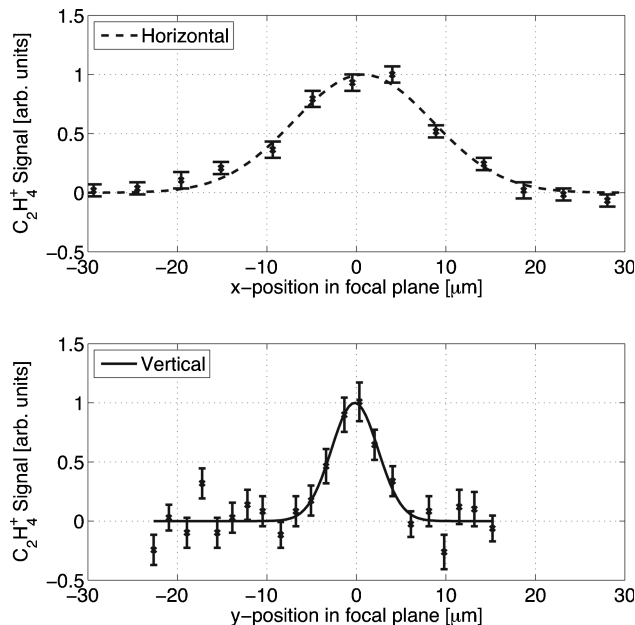 1.5
Horizontal
1
0.5
0
−0.5
C₂H₄⁺ Signal [arb. units]
−30 −20 −10 0 10 20 30
x−position in focal plane [μm]
1.5
Vertical
1
0.5
0
−0.5
C₂H₄⁺ Signal [arb. units]
−30 −20 −10 0 10 20 30
y−position in focal plane [μm]